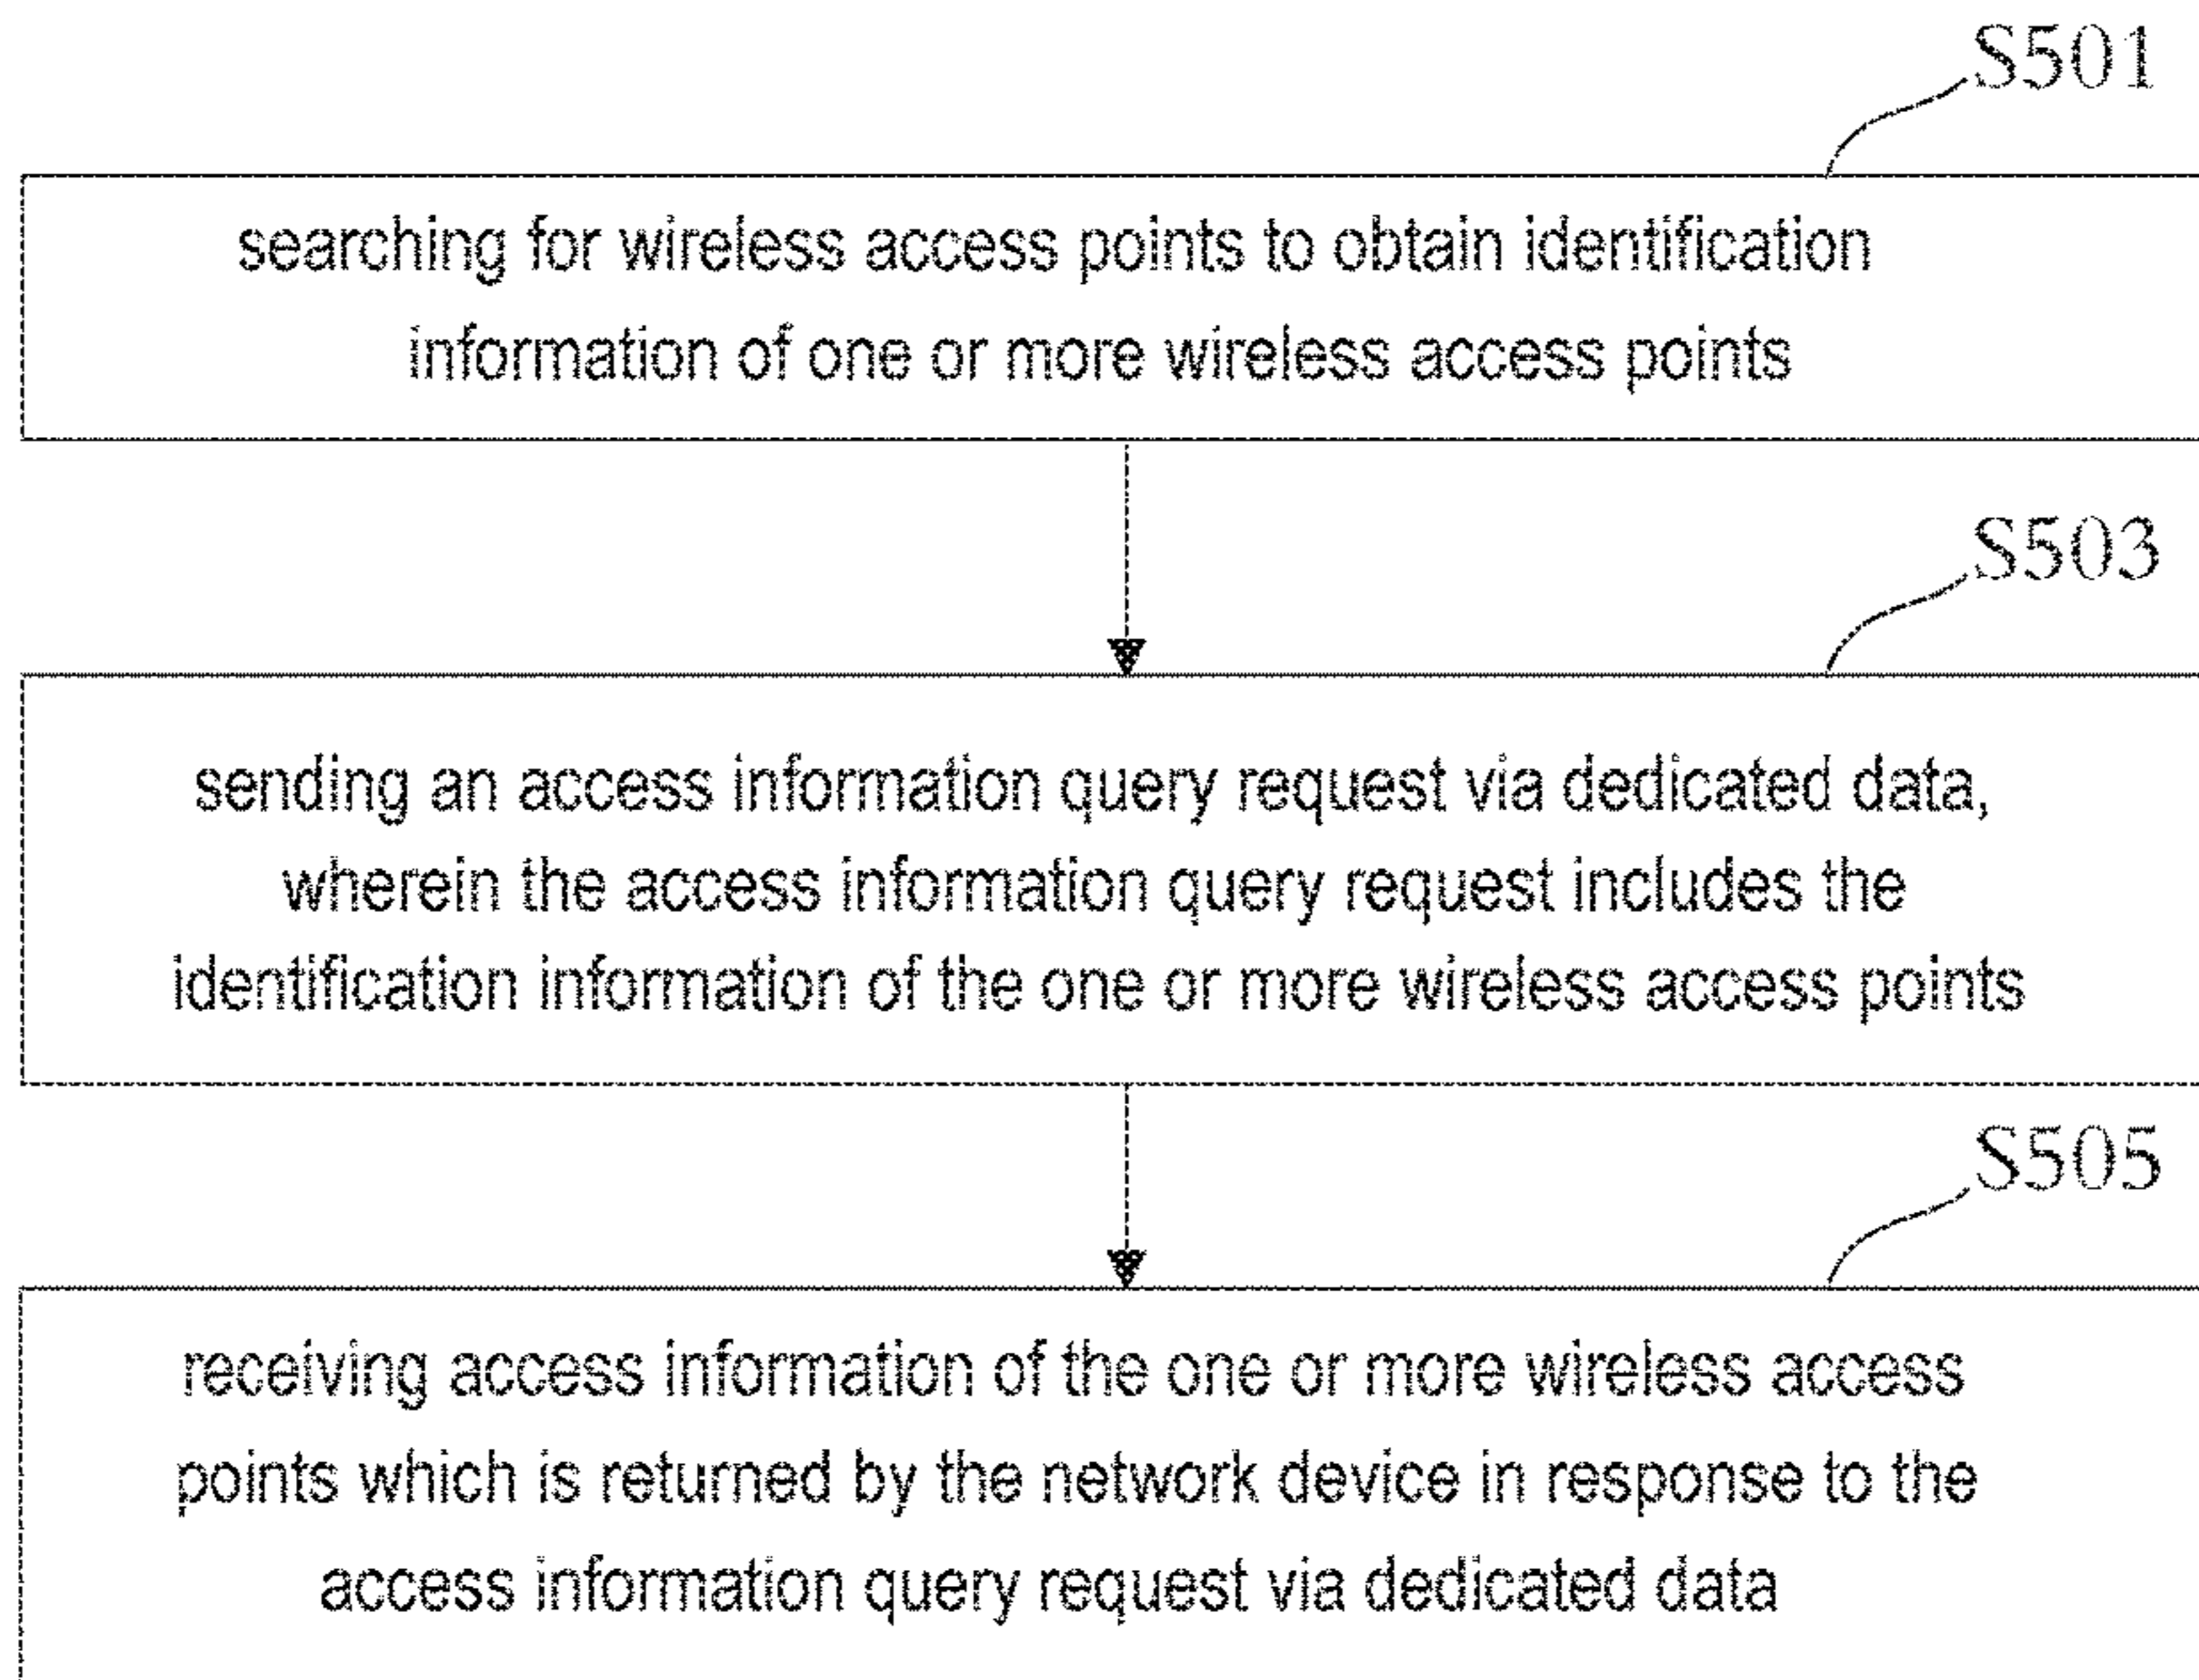 S501
searching for wireless access points to obtain identification
information of one or more wireless access points
S503
sending an access information query request via dedicated data,
wherein the access information query request includes the
identification information of the one or more wireless access points
S505
receiving access information of the one or more wireless access
points which is returned by the network device in response to the
access information query request via dedicated data